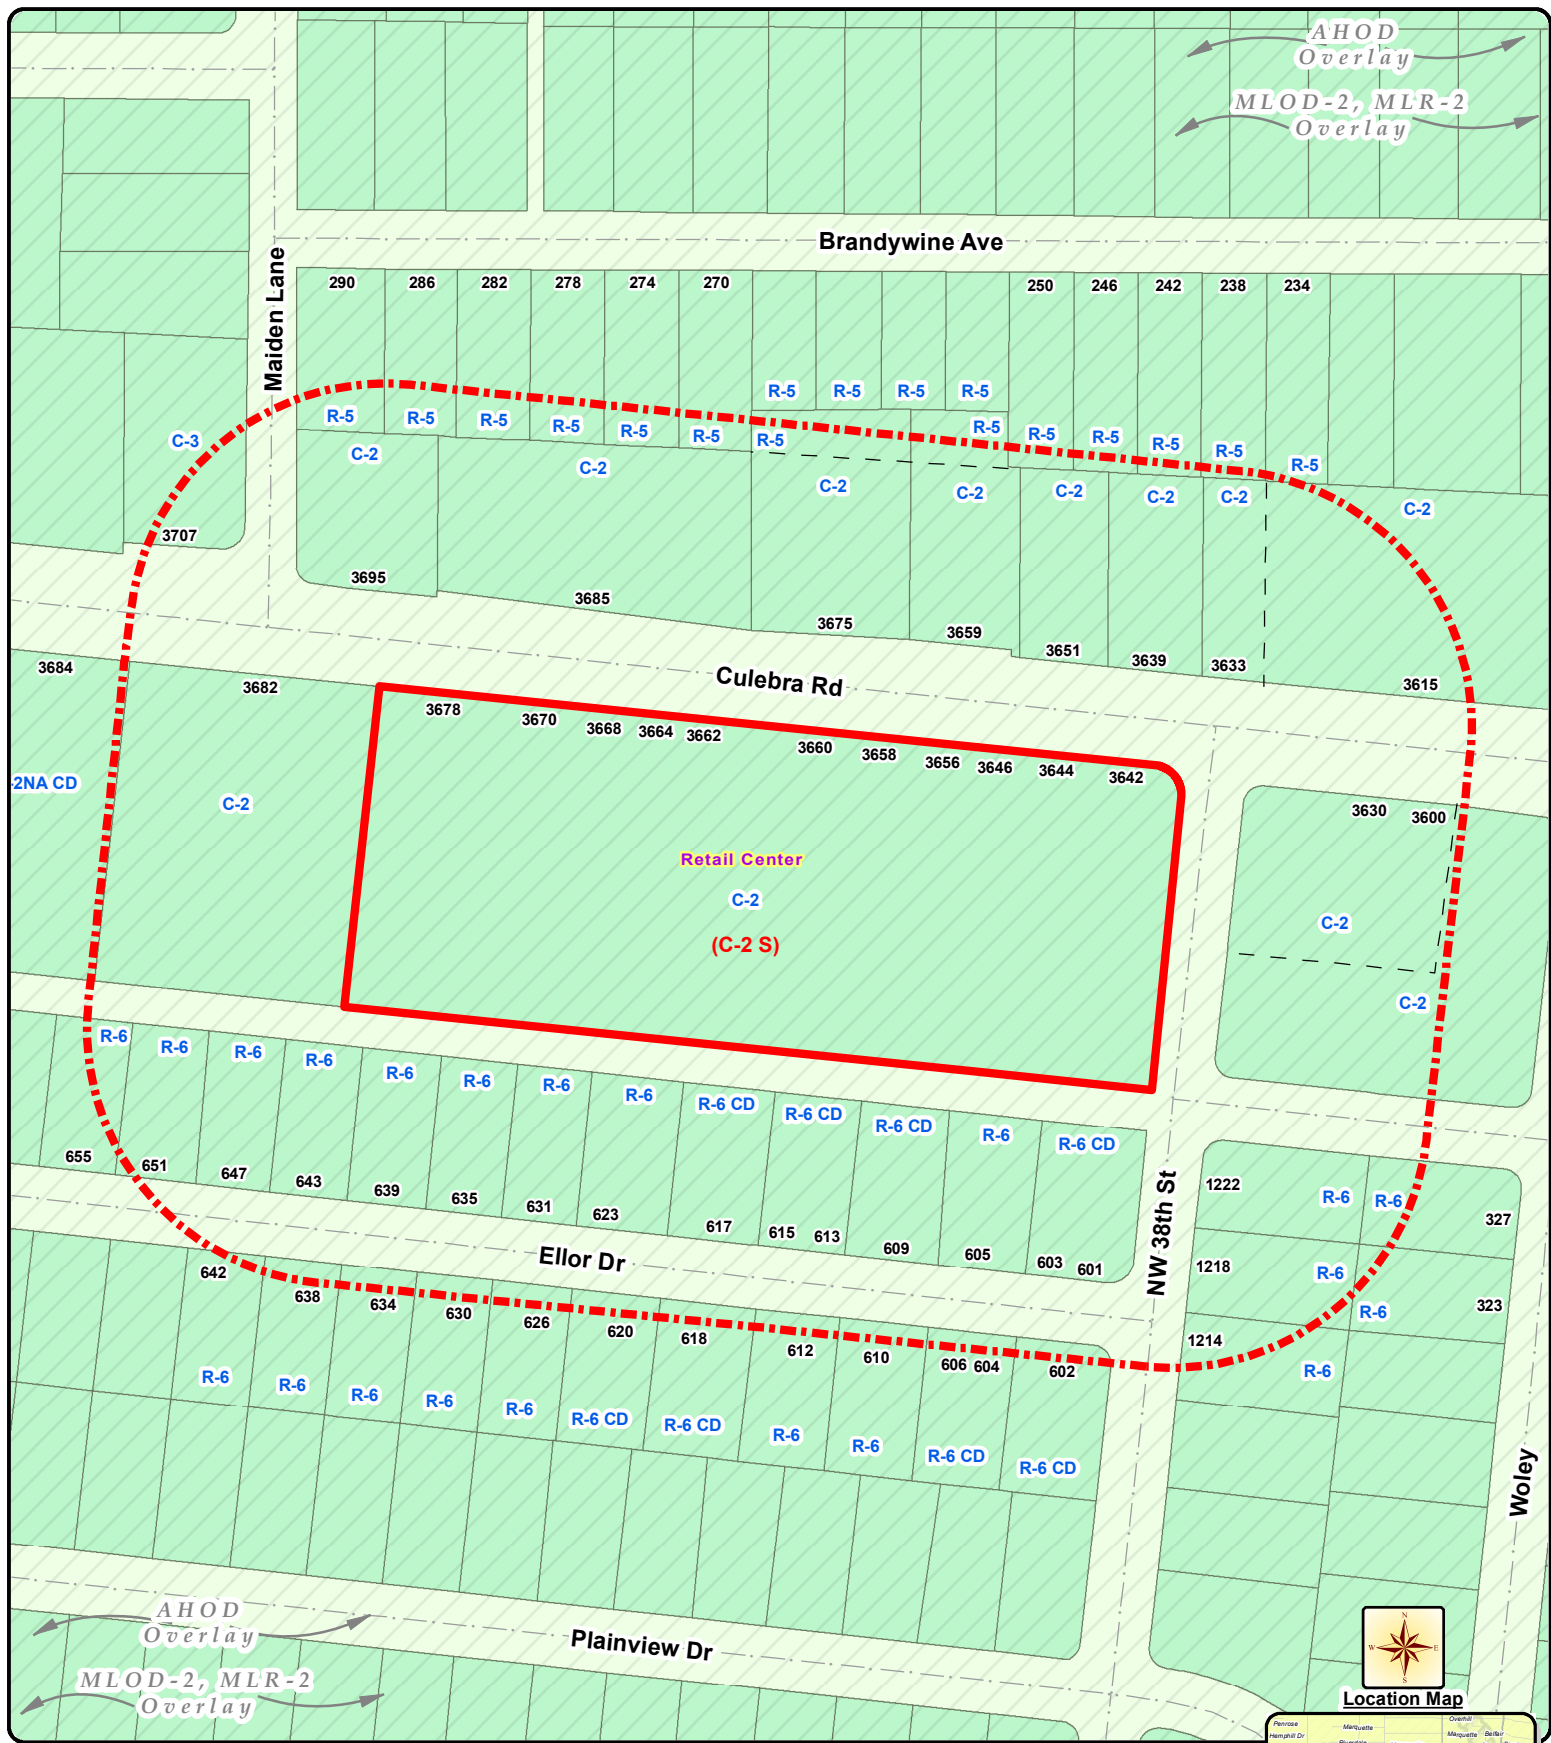 AHOD
Overlay
MLOD-2, MLR-2
Overlay
Brandywine Ave
Maiden Lane
290 286 282 278 274 270 250 246 242 238 234
R-5 R-5 R-5 R-5
R-5 R-5 R-5 R-5 R-5 R-5 R-5 R-5 R-5 R-5 R-5 R-5 R-5
C-3
C-2 C-2 C-2 C-2 C-2 C-2 C-2 C-2
3707
3695 3685 3675 3659 3651 3639 3633 3615
Culebra Rd
3684 3682
3678 3670 3668 3664 3662 3660 3658 3656 3646 3644 3642
3630 3600
-2NA CD
C-2
Retail Center
C-2
(C-2 S)
C-2
C-2
R-6 R-6 R-6 R-6 R-6 R-6 R-6 R-6 R-6 CD R-6 CD R-6 CD R-6 R-6 CD
655 651 647 643 639 635 631 623 617 615 613 609 605 603 601
NW 38th St
1222 R-6 R-6 327
1218 R-6 R-6 323
1214 R-6
Ellor Dr
642 638 634 630 626 620 618 612 610 606 604 602
R-6 R-6 R-6 R-6 R-6 R-6 CD R-6 CD R-6 R-6 R-6 CD R-6 CD
Woley
AHOD
Overlay
MLOD-2, MLR-2
Overlay
Plainview Dr
N
W E
S
Location Map
Penrose Marquette Overhill
Hemphill Dr Marquette Belfair